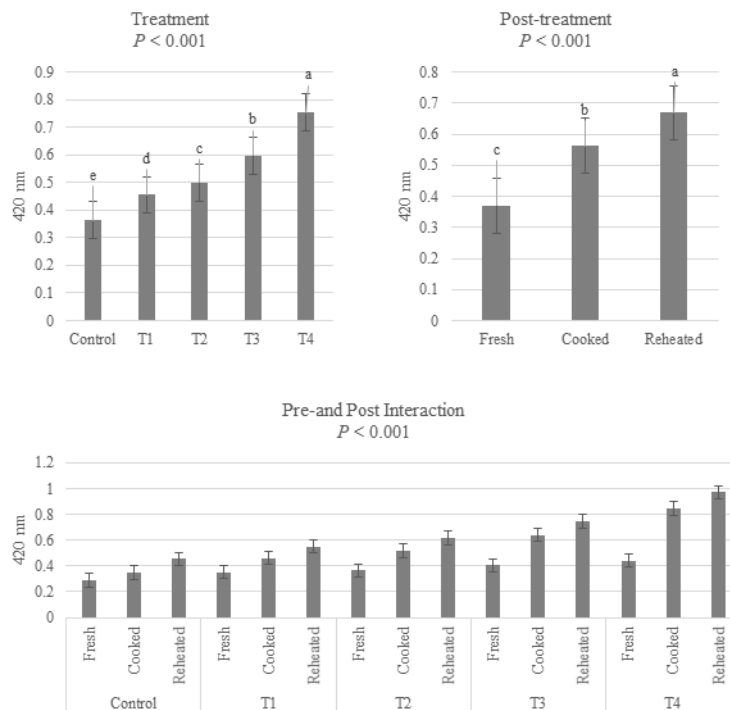 Treatment
P < 0.001
0.9
0.8
0.7
0.6
0.5
0.4
0.3
0.2
0.1
0
420 nm
e
d
c
b
a
Control T1 T2 T3 T4
Post-treatment
P < 0.001
0.8
0.7
0.6
0.5
0.4
0.3
0.2
0.1
0
420 nm
c
b
a
Fresh Cooked Reheated
Pre-and Post Interaction
P < 0.001
1.2
1
0.8
0.6
0.4
0.2
0
420 nm
Fresh Cooked Reheated Fresh Cooked Reheated Fresh Cooked Reheated Fresh Cooked Reheated Fresh Cooked Reheated
Control T1 T2 T3 T4